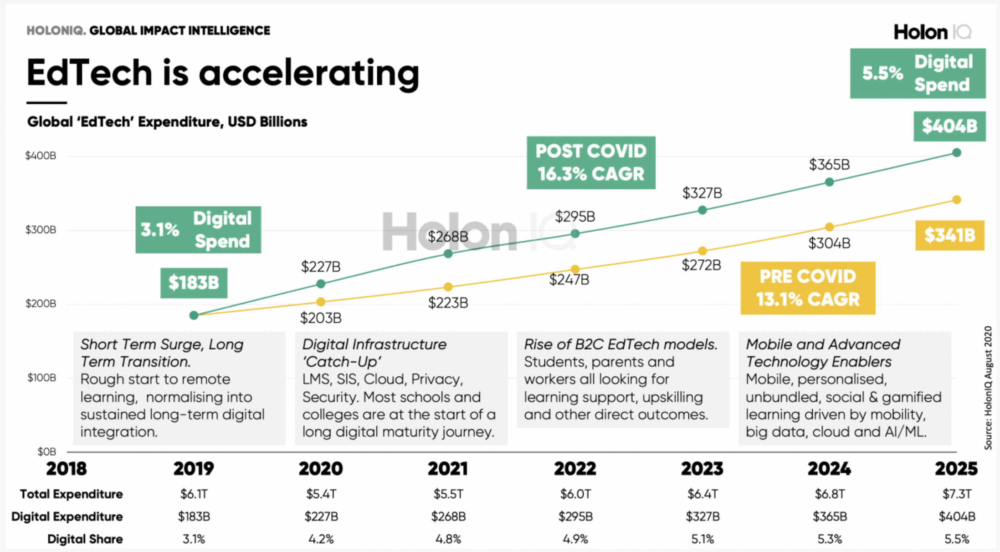 HOLONIQ. GLOBAL IMPACT INTELLIGENCE
Holon IQ
EdTech is accelerating
5.5% Digital
Spend
Global ‘EdTech’ Expenditure, USD Billions
$404B
$400B
POST COVID
16.3% CAGR
$365B
$327B
3.1% Digital
Spend
$295B
Holon IQ
$300B
$268B
$304B
$341B
$227B
$272B
$183B
$247B
PRE COVID
13.1% CAGR
$200B
$223B
$203B
Short Term Surge, Long
Term Transition.
Rough start to remote
learning,  normalising into
sustained long-term digital
integration.
Digital Infrastructure
‘Catch-Up’
LMS, SIS, Cloud, Privacy,
Security. Most schools and
colleges are at the start of a
long digital maturity journey.
Rise of B2C EdTech models.
Students, parents and
workers all looking for
learning support, upskilling
and other direct outcomes.
Mobile and Advanced
Technology Enablers
Mobile, personalised,
unbundled, social & gamified
learning driven by mobility,
big data, cloud and AI/ML.
Source: HolonIQ August 2020
$100B
$0B
2018 2019 2020 2021 2022 2023 2024 2025
Total Expenditure $6.1T $5.4T $5.5T $6.0T $6.4T $6.8T $7.3T
Digital Expenditure $183B $227B $268B $295B $327B $365B $404B
Digital Share 3.1% 4.2% 4.8% 4.9% 5.1% 5.3% 5.5%